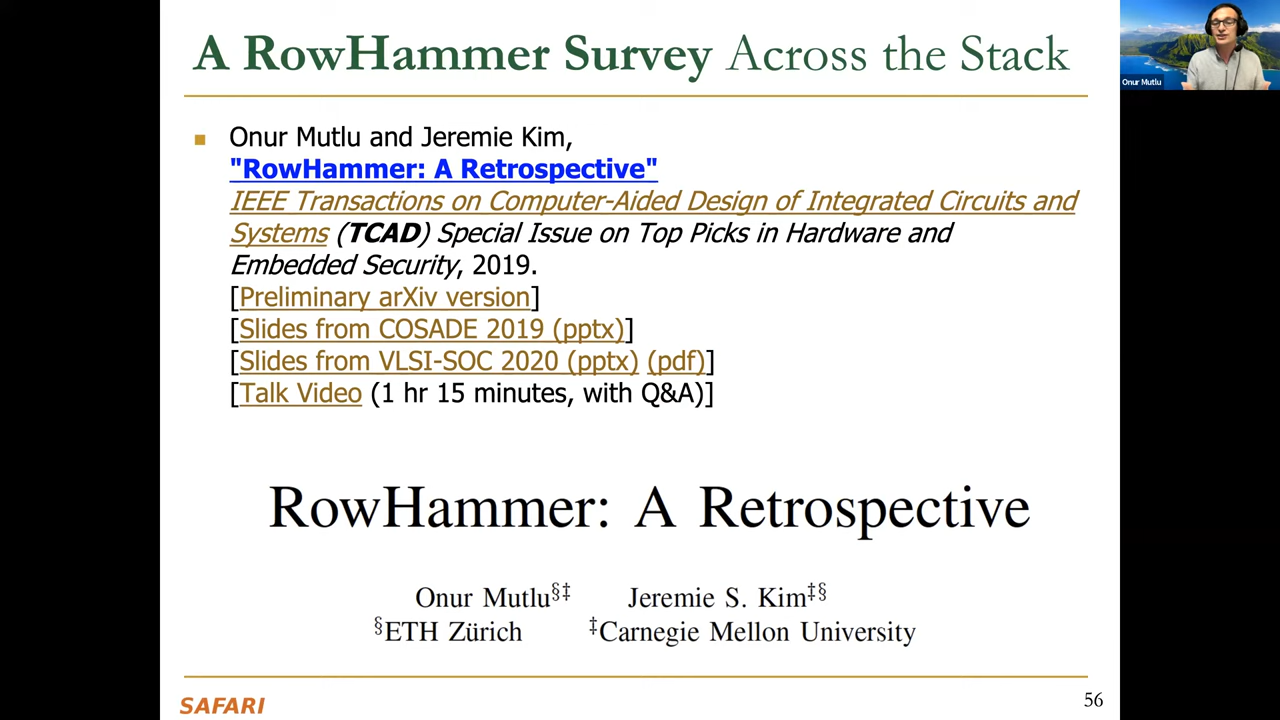 A RowHammer Survey Across the Stack
Onur Mutlu
Onur Mutlu and Jeremie Kim,
"RowHammer: A Retrospective"
IEEE Transactions on Computer-Aided Design of Integrated Circuits and
Systems (TCAD) Special Issue on Top Picks in Hardware and
Embedded Security, 2019.
[Preliminary arXiv version]
[Slides from COSADE 2019 (pptx)]
[Slides from VLSI-SOC 2020 (pptx) (pdf)]
[Talk Video (1 hr 15 minutes, with Q&A)]
RowHammer: A Retrospective
Onur Mutlu§‡ Jeremie S. Kim‡§
§ETH Zürich ‡Carnegie Mellon University
SAFARI
56